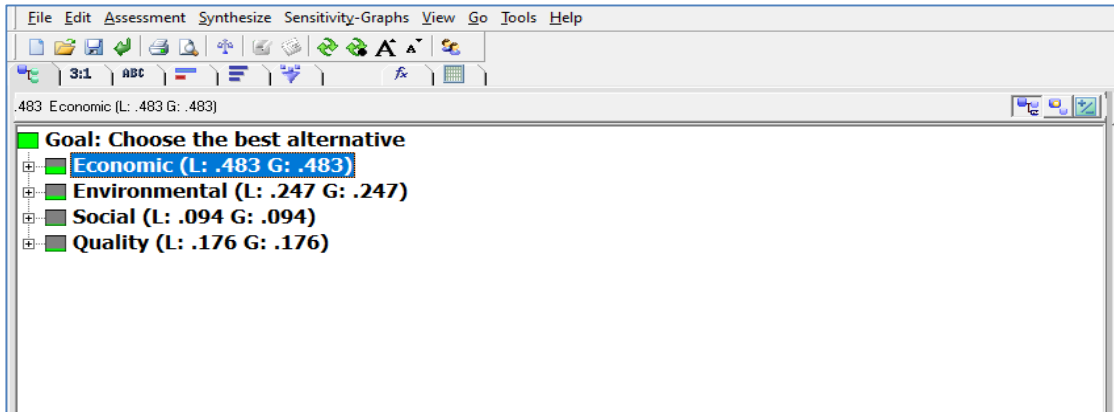 File Edit Assessment Synthesize Sensitivity-Graphs View Go Tools Help
A A
3:1 ABC fx
.483 Economic (L: .483 G: .483)
Goal: Choose the best alternative
Economic (L: .483 G: .483)
Environmental (L: .247 G: .247)
Social (L: .094 G: .094)
Quality (L: .176 G: .176)